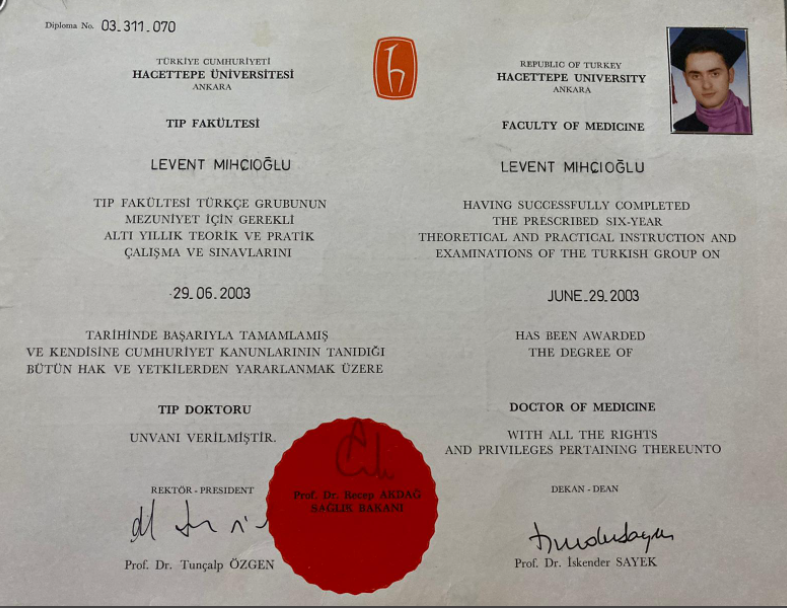 Diploma No. 03.311.070
TÜRKİYE CUMHURİYETİ
HACETTEPE ÜNİVERSİTESİ
ANKARA
TIP FAKÜLTESİ
LEVENT MIHÇIOĞLU
TIP FAKÜLTESİ TÜRKÇE GRUBUNUN
MEZUNİYET İÇİN GEREKLİ
ALTI YILLIK TEORİK VE PRATİK
ÇALIŞMA VE SINAVLARINI
29.06.2003
TARİHİNDE BAŞARIYLA TAMAMLAMIŞ
VE KENDİSİNE CUMHURİYET KANUNLARININ TANIDIĞI
BÜTÜN HAK VE YETKİLERDEN YARARLANMAK ÜZERE
TIP DOKTORU
UNVANI VERİLMİŞTİR.
REKTÖR - PRESIDENT
Prof. Dr. Tunçalp ÖZGEN
Prof. Dr. Recep AKDAĞ
SAĞLIK BAKANI
REPUBLIC OF TURKEY
HACETTEPE UNIVERSITY
ANKARA
FACULTY OF MEDICINE
LEVENT MIHÇIOĞLU
HAVING SUCCESSFULLY COMPLETED
THE PRESCRIBED SIX-YEAR
THEORETICAL AND PRACTICAL INSTRUCTION AND
EXAMINATIONS OF THE TURKISH GROUP ON
JUNE.29.2003
HAS BEEN AWARDED
THE DEGREE OF
DOCTOR OF MEDICINE
WITH ALL THE RIGHTS
AND PRIVILEGES PERTAINING THEREUNTO
DEKAN - DEAN
Prof. Dr. İskender SAYEK